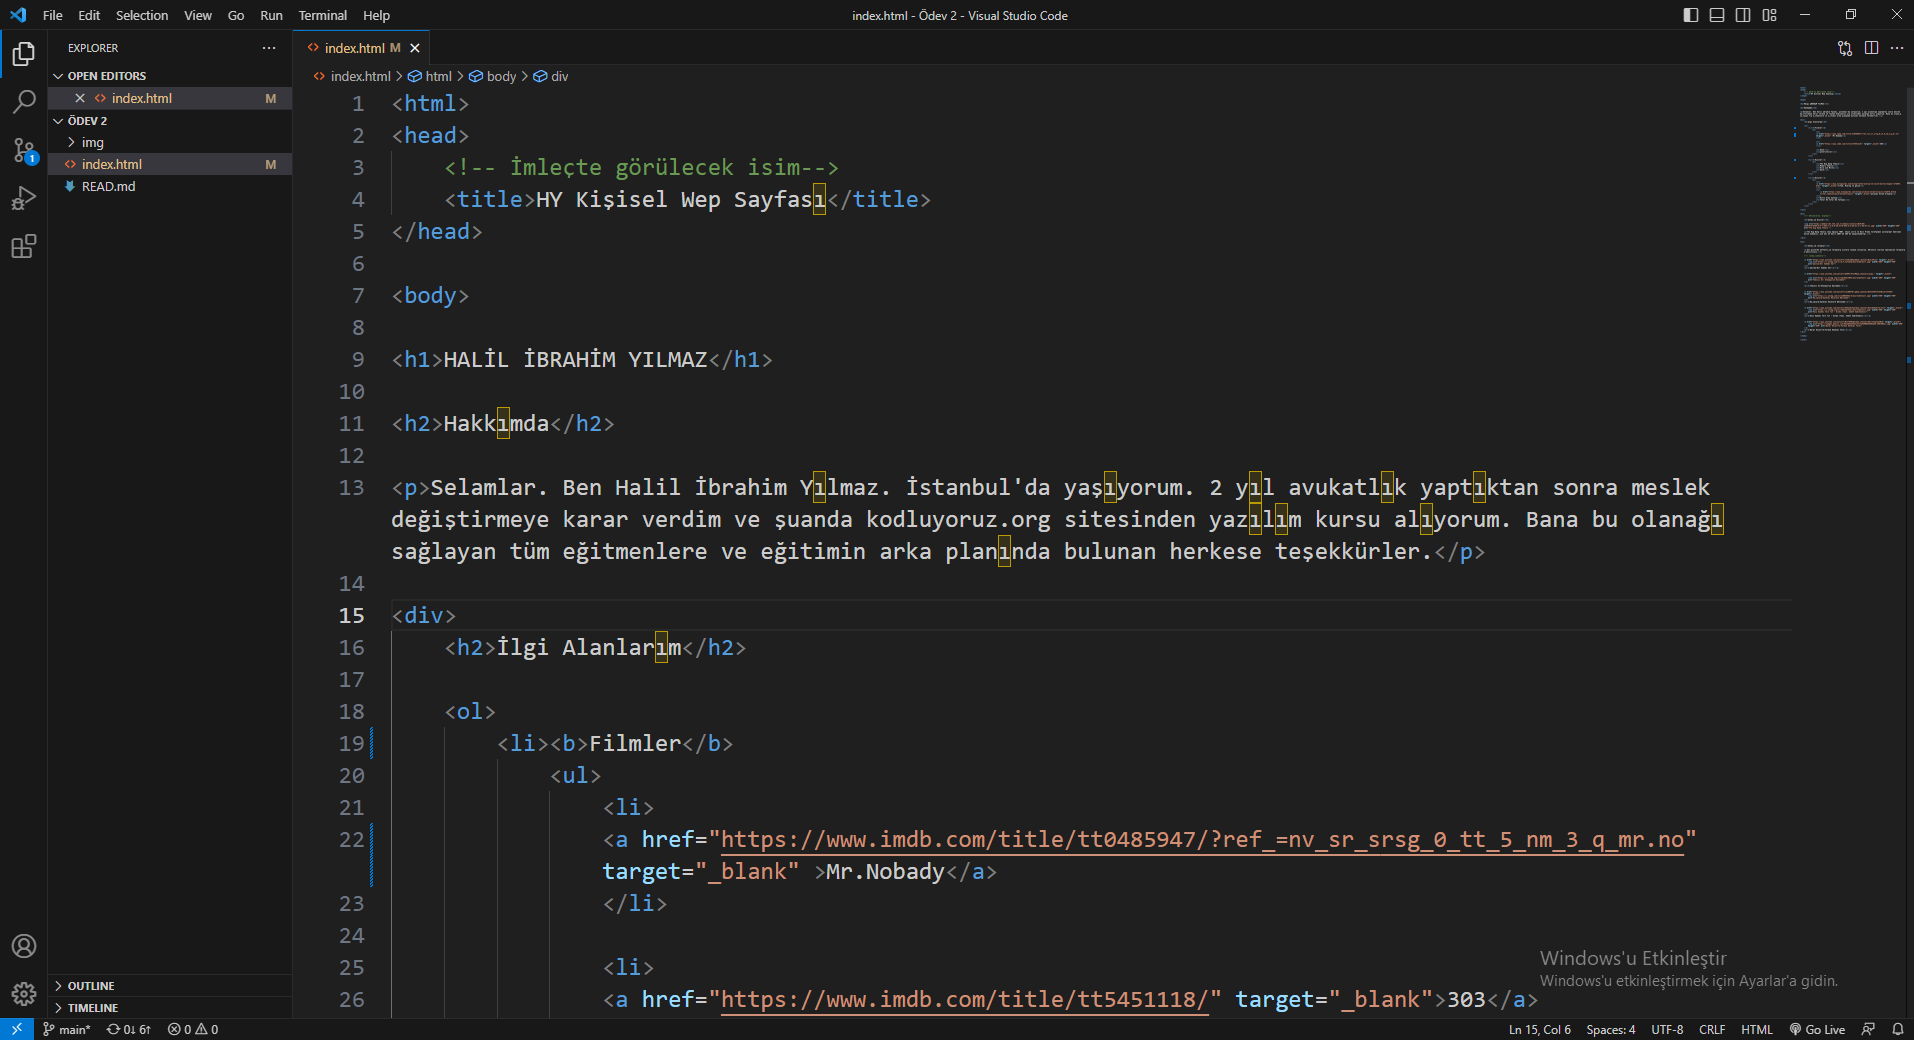 File Edit Selection View Go Run Terminal Help
index.html - Ödev 2 - Visual Studio Code
EXPLORER
OPEN EDITORS
index.html M
ÖDEV 2
img
index.html M
READ.md
OUTLINE
TIMELINE
index.html M
index.html > html > body > div
1 <html>
2 <head>
3 <!-- İmleçte görülecek isim-->
4 <title>HY Kişisel Wep Sayfası</title>
5 </head>
6
7 <body>
8
9 <h1>HALİL İBRAHİM YILMAZ</h1>
10
11 <h2>Hakkımda</h2>
12
13 <p>Selamlar. Ben Halil İbrahim Yılmaz. İstanbul'da yaşıyorum. 2 yıl avukatlık yaptıktan sonra meslek
değiştirmeye karar verdim ve şuanda kodluyoruz.org sitesinden yazılım kursu alıyorum. Bana bu olanağı
sağlayan tüm eğitmenlere ve eğitimin arka planında bulunan herkese teşekkürler.</p>
14
15 <div>
16 <h2>İlgi Alanlarım</h2>
17
18 <ol>
19 <li><b>Filmler</b>
20 <ul>
21 <li>
22 <a href="https://www.imdb.com/title/tt0485947/?ref_=nv_sr_srsg_0_tt_5_nm_3_q_mr.no"
target="_blank" >Mr.Nobady</a>
23 </li>
24
25 <li>
26 <a href="https://www.imdb.com/title/tt5451118/" target="_blank">303</a>
Windows'u Etkinleştir
Windows'u etkinleştirmek için Ayarlar'a gidin.
1
main* 0↓ 6↑ 0 0
Ln 15, Col 6 Spaces: 4 UTF-8 CRLF HTML Go Live